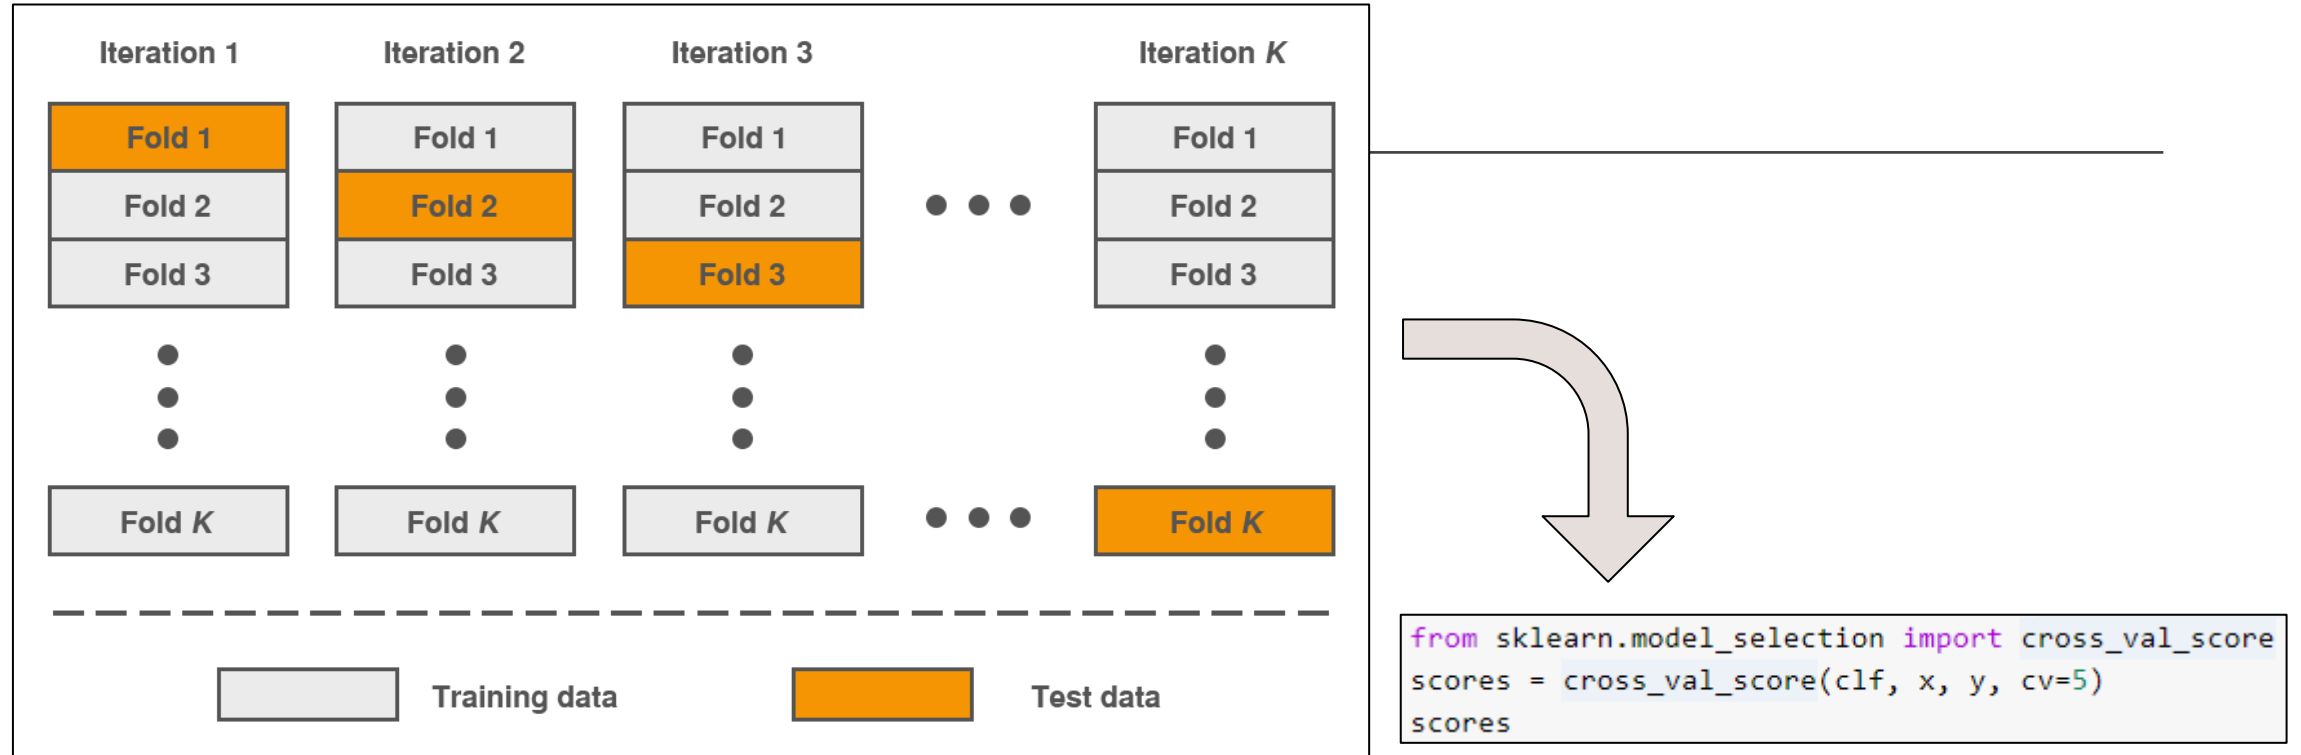 Iteration 1 Iteration 2 Iteration 3 Iteration K
Fold 1 Fold 1 Fold 1 Fold 1
Fold 2 Fold 2 Fold 2 Fold 2
Fold 3 Fold 3 Fold 3 Fold 3
Fold K Fold K Fold K Fold K
Training data Test data
from sklearn.model_selection import cross_val_score
scores = cross_val_score(clf, x, y, cv=5)
scores